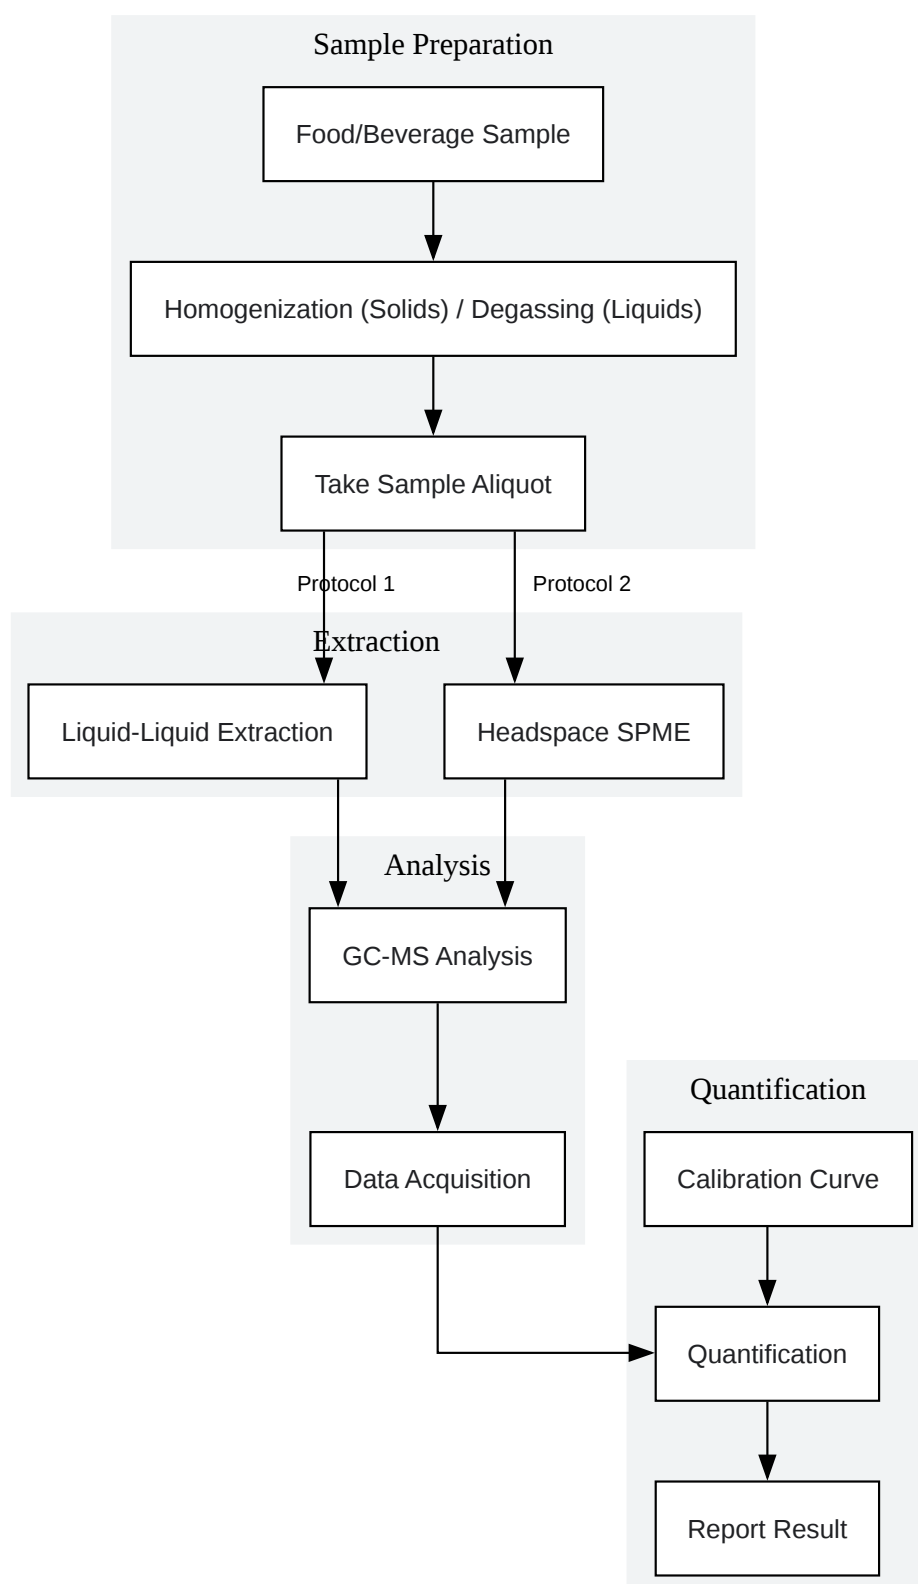 Sample Preparation
Food/Beverage Sample
Homogenization (Solids) / Degassing (Liquids)
Take Sample Aliquot
Protocol 1
Protocol 2
Extraction
Liquid-Liquid Extraction
Headspace SPME
Analysis
GC-MS Analysis
Data Acquisition
Quantification
Calibration Curve
Quantification
Report Result